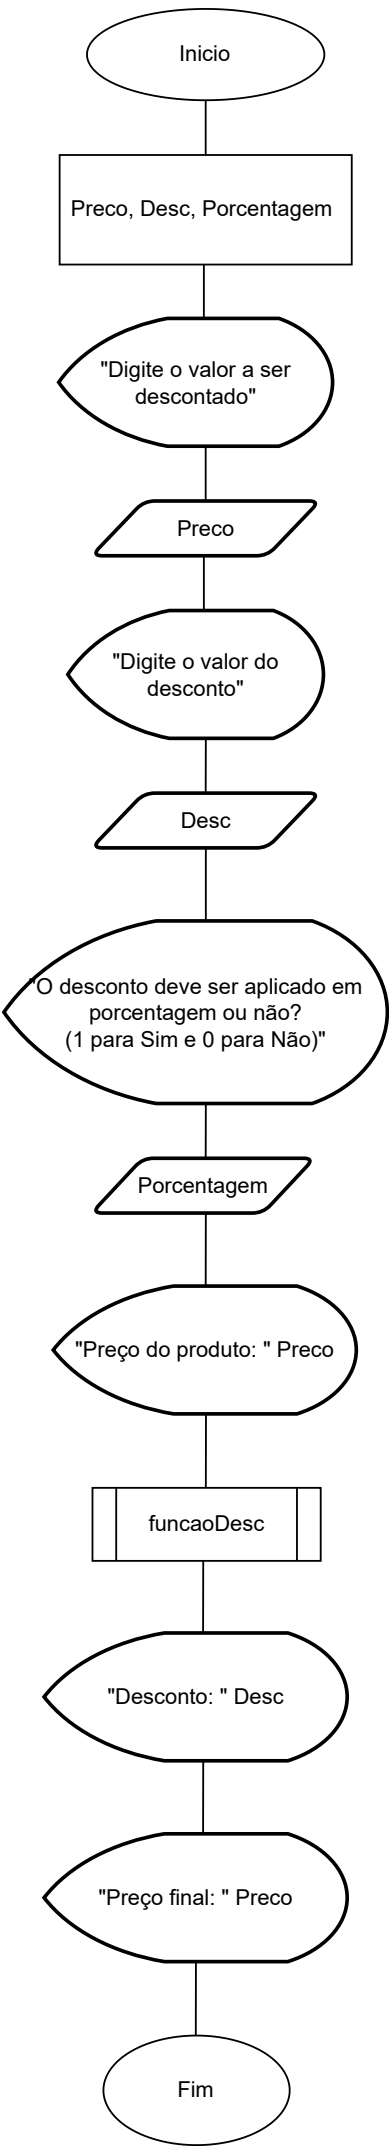 Inicio
Preco, Desc, Porcentagem
"Digite o valor a ser
descontado"
Preco
"Digite o valor do
desconto"
Desc
"O desconto deve ser aplicado em
porcentagem ou não?
(1 para Sim e 0 para Não)"
Porcentagem
"Preço do produto: " Preco
funcaoDesc
"Desconto: " Desc
"Preço final: " Preco
Fim